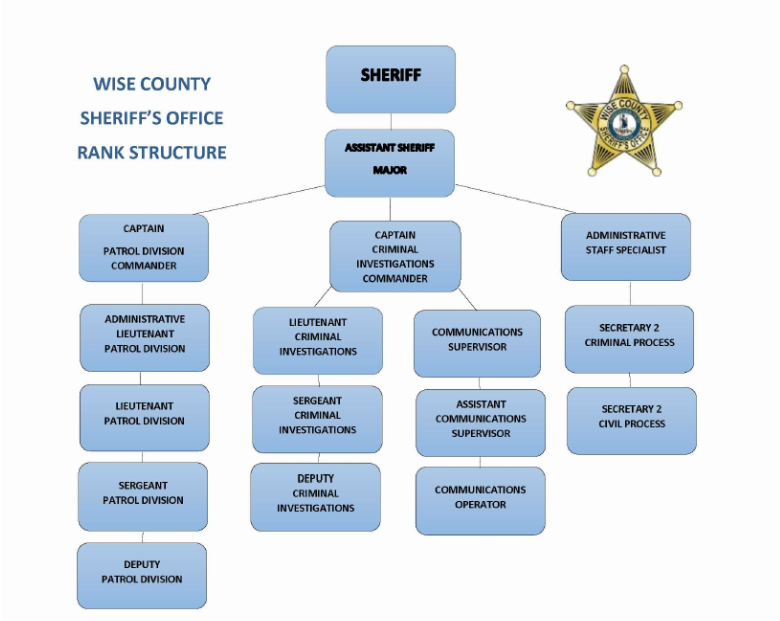 WISE COUNTY
SHERIFF'S OFFICE
RANK STRUCTURE
SHERIFF
WISE COUNTY
SHERIFF'S OFFICE
ASSISTANT SHERIFF
MAJOR
CAPTAIN
PATROL DIVISION
COMMANDER
CAPTAIN
CRIMINAL
INVESTIGATIONS
COMMANDER
ADMINISTRATIVE
STAFF SPECIALIST
ADMINISTRATIVE
LIEUTENANT
PATROL DIVISION
LIEUTENANT
CRIMINAL
INVESTIGATIONS
COMMUNICATIONS
SUPERVISOR
SECRETARY 2
CRIMINAL PROCESS
LIEUTENANT
PATROL DIVISION
SERGEANT
CRIMINAL
INVESTIGATIONS
ASSISTANT
COMMUNICATIONS
SUPERVISOR
SECRETARY 2
CIVIL PROCESS
SERGEANT
PATROL DIVISION
DEPUTY
CRIMINAL
INVESTIGATIONS
COMMUNICATIONS
OPERATOR
DEPUTY
PATROL DIVISION